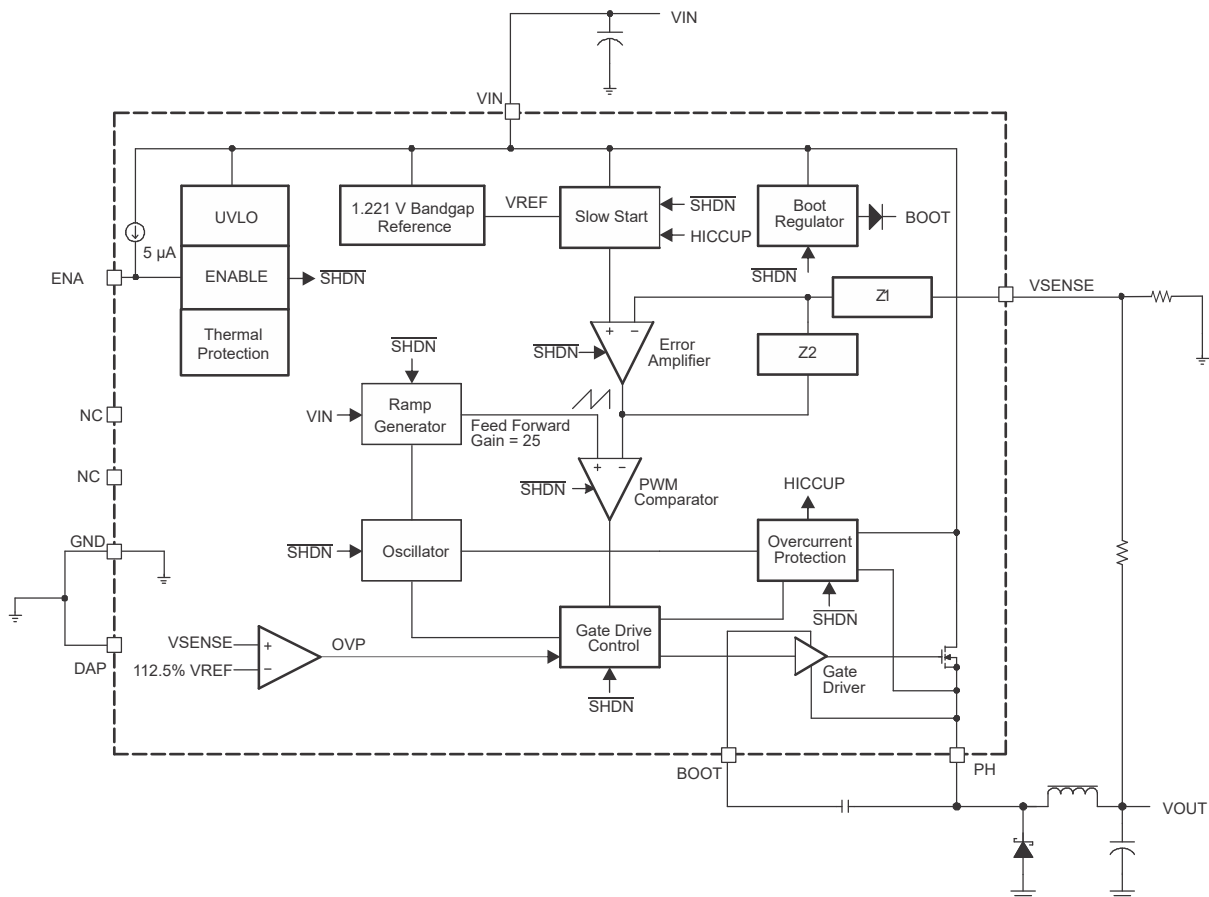 VIN
VIN
UVLO
1.221 V Bandgap
Reference
VREF
Slow Start
SHDN
HICCUP
Boot
Regulator
BOOT
SHDN
5 µA
ENA
ENABLE
SHDN
Thermal
Protection
Z1
VSENSE
+ −
SHDN
Error
Amplifier
Z2
SHDN
VIN
Ramp
Generator
Feed Forward
Gain = 25
NC
NC
+ −
SHDN
PWM
Comparator
HICCUP
GND
SHDN
Oscillator
Overcurrent
Protection
SHDN
DAP
VSENSE
+
112.5% VREF
−
OVP
Gate Drive
Control
SHDN
Gate
Driver
BOOT
PH
VOUT